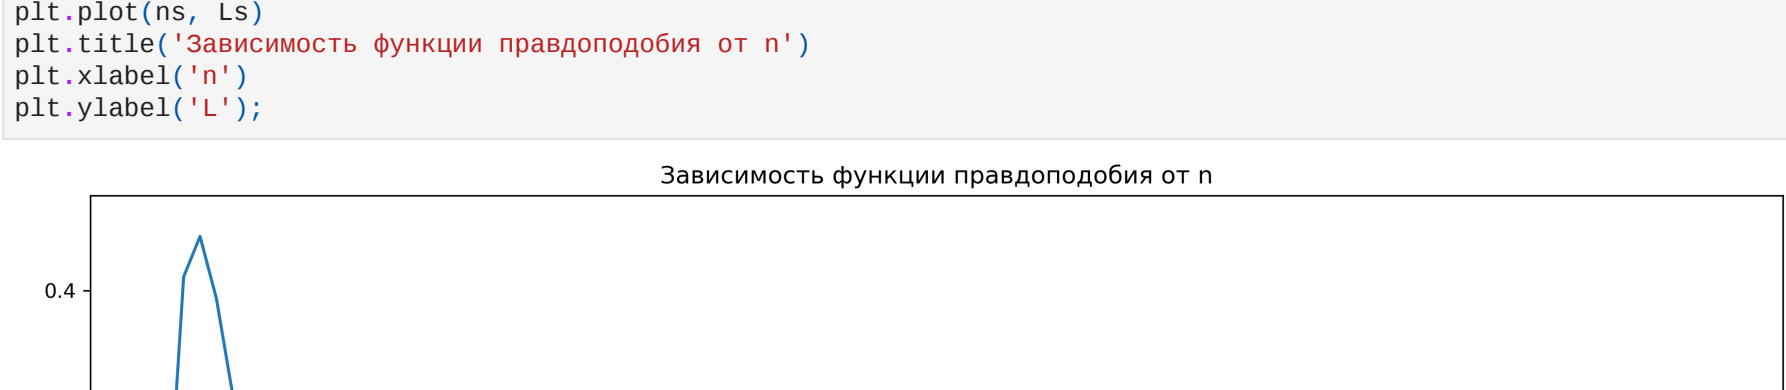 plt.plot(ns, Ls)
plt.title('Зависимость функции правдоподобия от n')
plt.xlabel('n')
plt.ylabel('L');
Зависимость функции правдоподобия от n
0.4